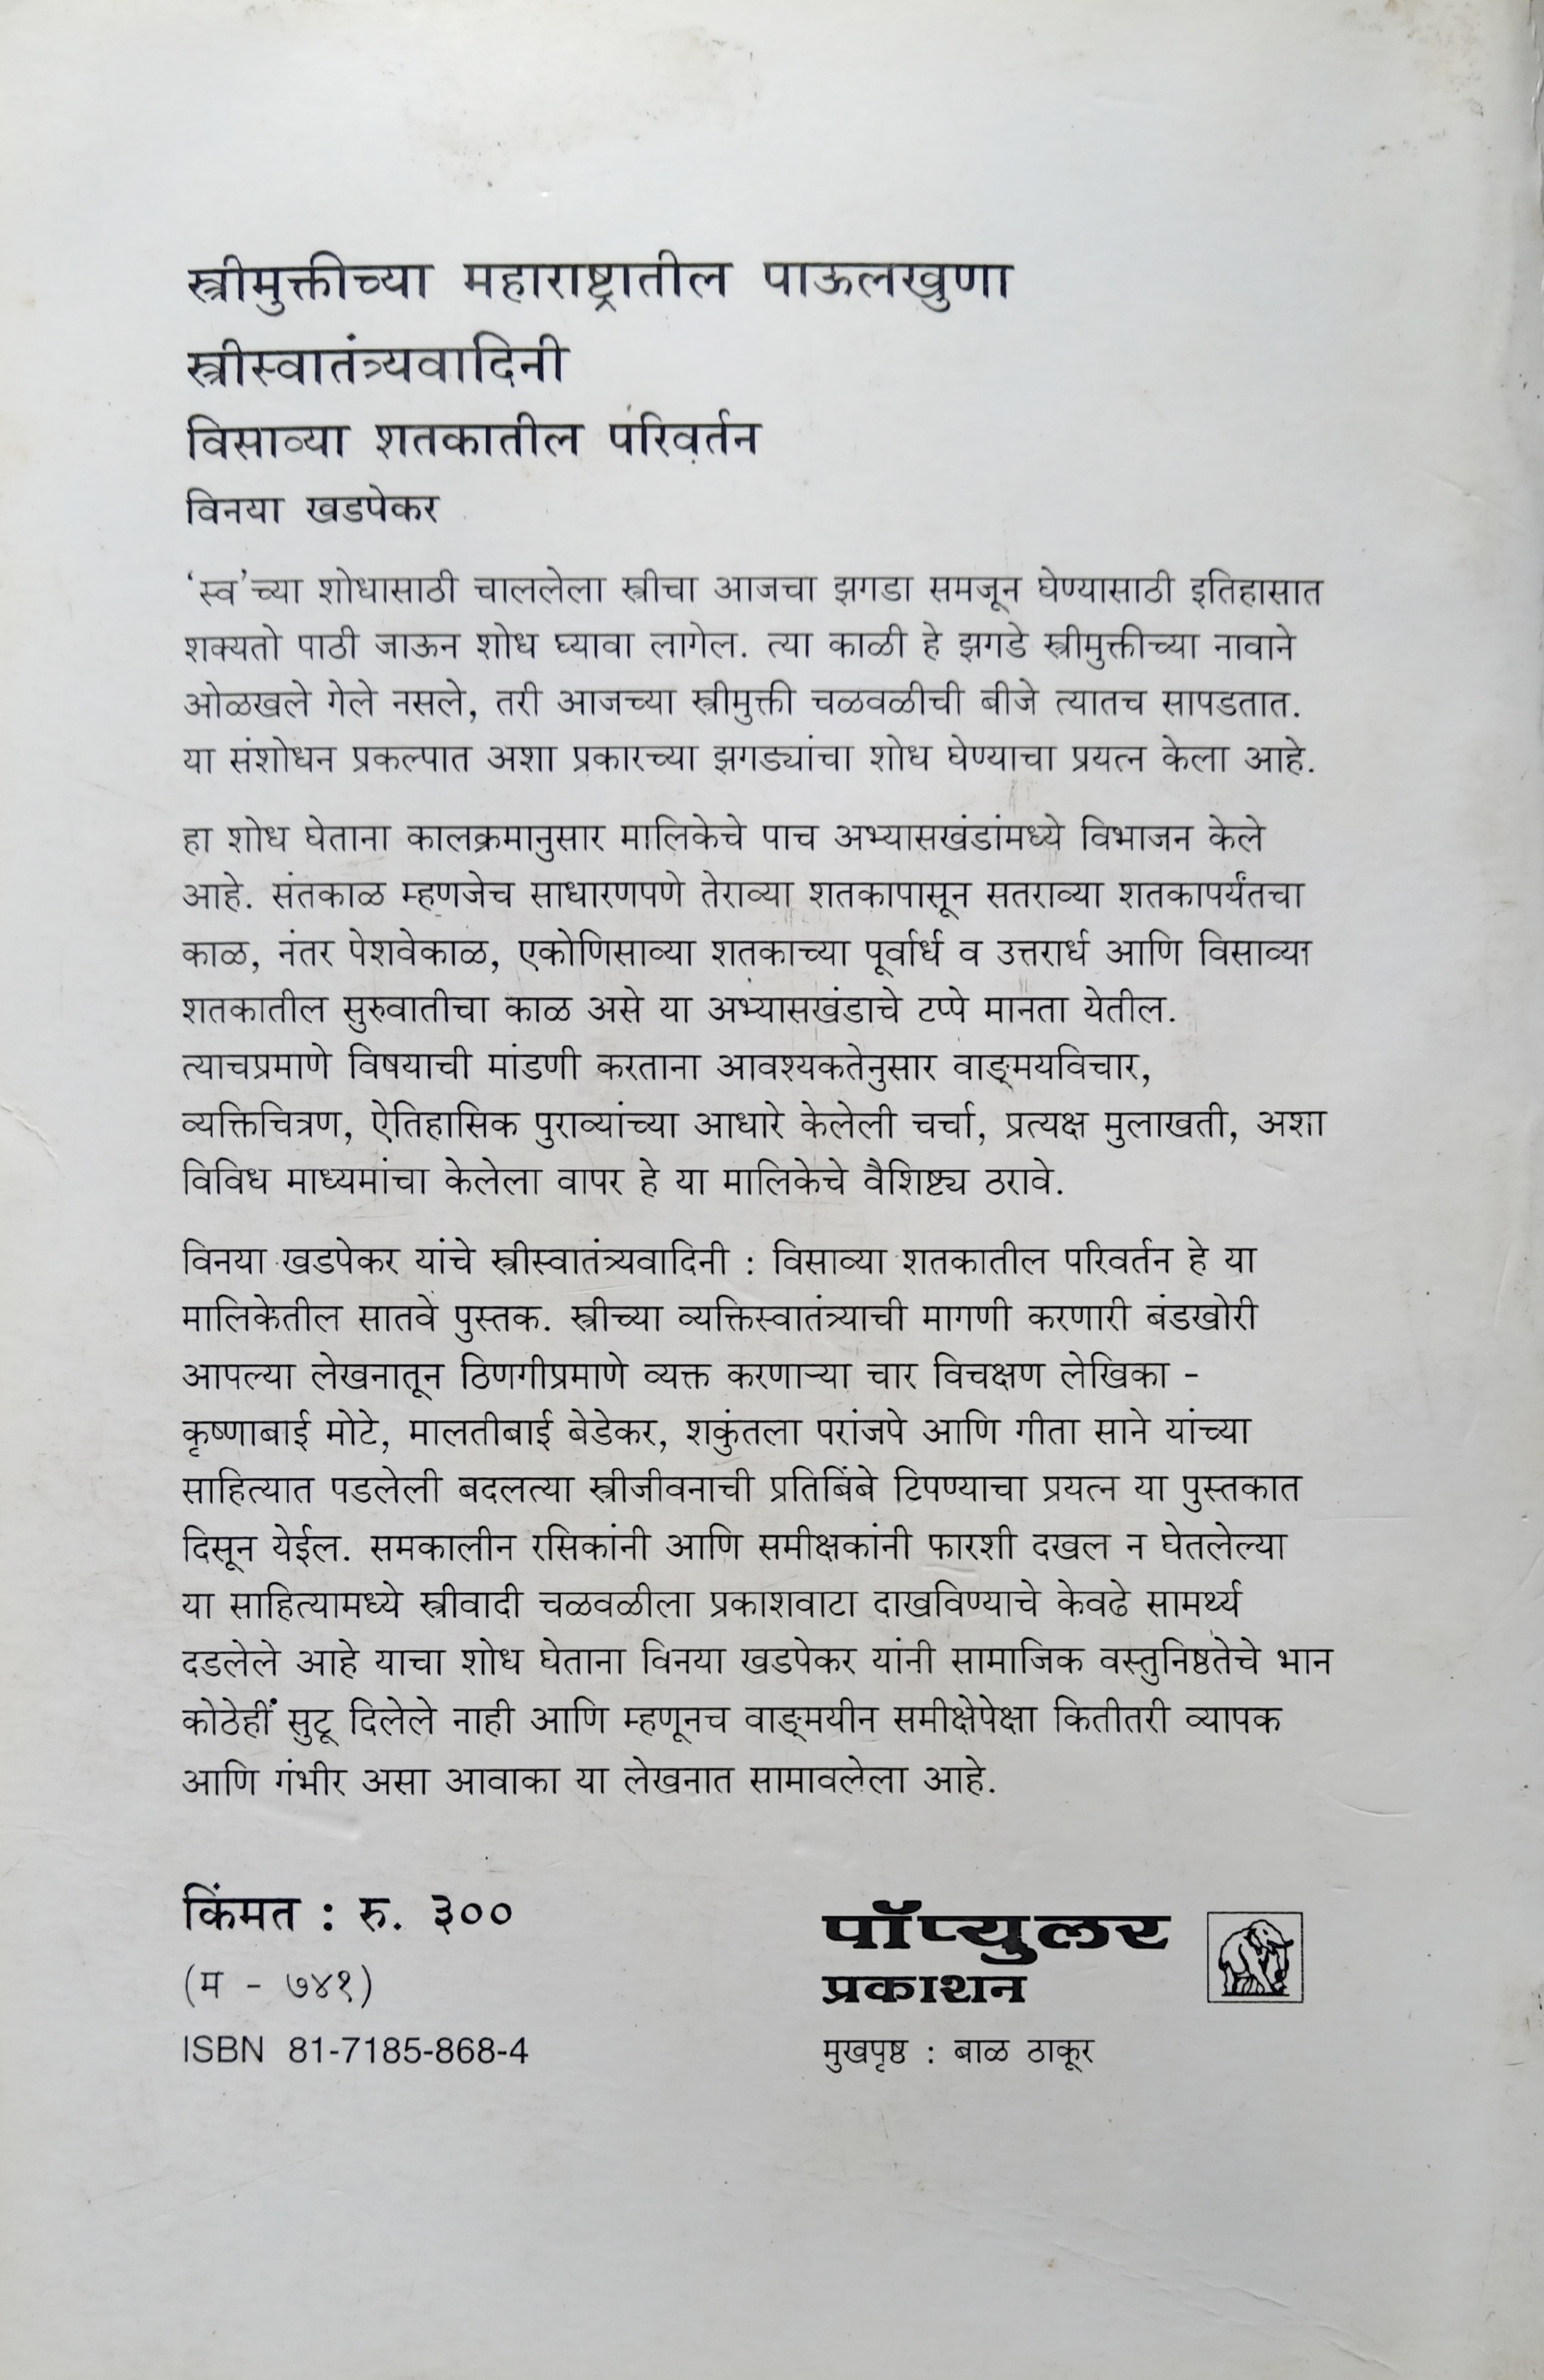 स्त्रीमुक्तीच्या महाराष्ट्रातील पाऊलखुणा
स्त्रीस्वातंत्र्यवादिनी
विसाव्या शतकातील परिवर्तन
विनया खडपेकर
‘स्व’च्या शोधासाठी चाललेला स्त्रीचा आजचा झगडा समजून घेण्यासाठी इतिहासात
शक्यतो पाठी जाऊन शोध घ्यावा लागेल. त्या काळी हे झगडे स्त्रीमुक्तीच्या नावाने
ओळखले गेले नसले, तरी आजच्या स्त्रीमुक्ती चळवळीची बीजे त्यातच सापडतात.
या संशोधन प्रकल्पात अशा प्रकारच्या झगड्यांचा शोध घेण्याचा प्रयत्न केला आहे.
हा शोध घेताना कालक्रमानुसार मालिकेचे पाच अभ्यासखंडांमध्ये विभाजन केले
आहे. संतकाळ म्हणजेच साधारणपणे तेराव्या शतकापासून सतराव्या शतकापर्यंतचा
काळ, नंतर पेशवेकाळ, एकोणिसाव्या शतकाच्या पूर्वार्ध व उत्तरार्ध आणि विसाव्या
शतकातील सुरुवातीचा काळ असे या अभ्यासखंडाचे टप्पे मानता येतील.
त्याचप्रमाणे विषयाची मांडणी करताना आवश्यकतेनुसार वाङ्‌मयविचार,
व्यक्तिचित्रण, ऐतिहासिक पुराव्यांच्या आधारे केलेली चर्चा, प्रत्यक्ष मुलाखती, अशा
विविध माध्यमांचा केलेला वापर हे या मालिकेचे वैशिष्ट्य ठरावे.
विनया खडपेकर यांचे स्त्रीस्वातंत्र्यवादिनी : विसाव्या शतकातील परिवर्तन हे या
मालिकेतील सातवे पुस्तक. स्त्रीच्या व्यक्तिस्वातंत्र्याची मागणी करणारी बंडखोरी
आपल्या लेखनातून ठिणगीप्रमाणे व्यक्त करणाऱ्या चार विचक्षण लेखिका -
कृष्णाबाई मोटे, मालतीबाई बेडेकर, शकुंतला परांजपे आणि गीता साने यांच्या
साहित्यात पडलेली बदलत्या स्त्रीजीवनाची प्रतिबिंबे टिपण्याचा प्रयत्न या पुस्तकात
दिसून येईल. समकालीन रसिकांनी आणि समीक्षकांनी फारशी दखल न घेतलेल्या
या साहित्यामध्ये स्त्रीवादी चळवळीला प्रकाशवाटा दाखविण्याचे केवढे सामर्थ्य
दडलेले आहे याचा शोध घेताना विनया खडपेकर यांनी सामाजिक वस्तुनिष्ठतेचे भान
कोठेही सुटू दिलेले नाही आणि म्हणूनच वाङ्‌मयीन समीक्षेपेक्षा कितीतरी व्यापक
आणि गंभीर असा आवाका या लेखनात सामावलेला आहे.
किंमत : रु. ३००
(म - ७४१)
ISBN 81-7185-868-4
पॉप्युलर
प्रकाशन
मुखपृष्ठ : बाळ ठाकूर